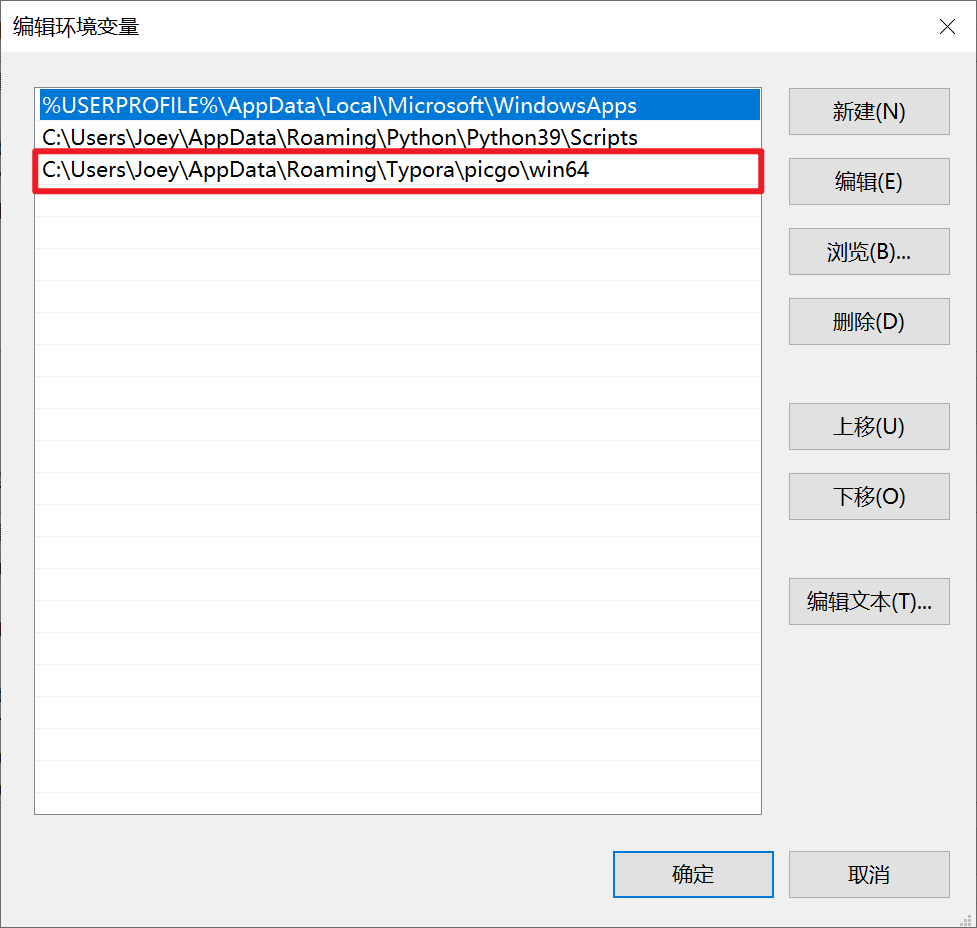 编辑环境变量
%USERPROFILE%\AppData\Local\Microsoft\WindowsApps
C:\Users\Joey\AppData\Roaming\Python\Python39\Scripts
C:\Users\Joey\AppData\Roaming\Typora\picgo\win64
新建(N)
编辑(E)
浏览(B)...
删除(D)
上移(U)
下移(O)
编辑文本(T)...
确定
取消